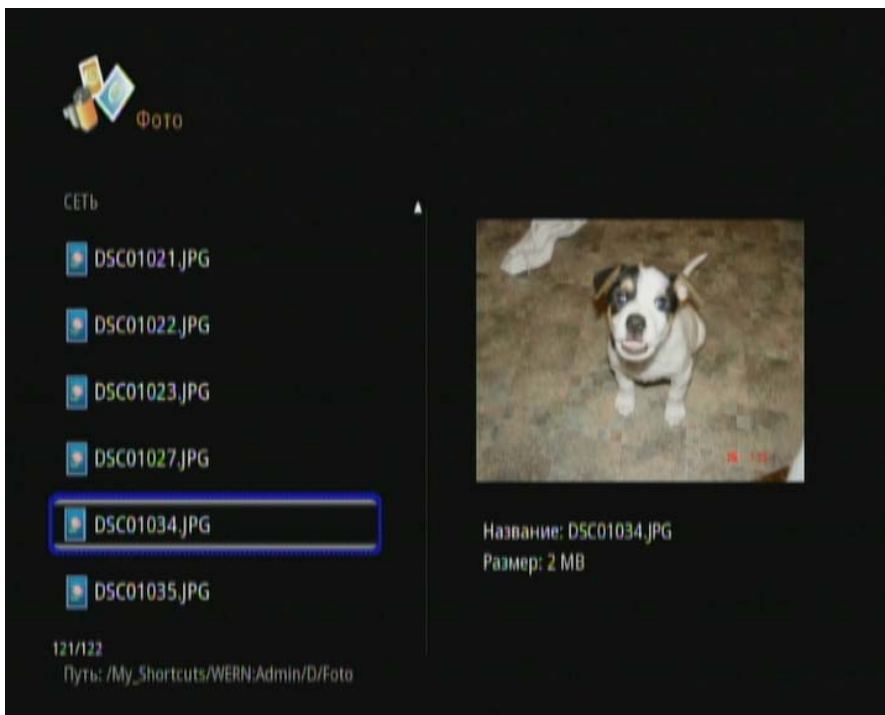 Фото
СЕТЬ
DSC01021.JPG
DSC01022.JPG
DSC01023.JPG
DSC01027.JPG
DSC01034.JPG
DSC01035.JPG
121/122
Путь: /My_Shortcuts/WERN:Admin/D/Foto
Название: DSC01034.JPG
Размер: 2 MB